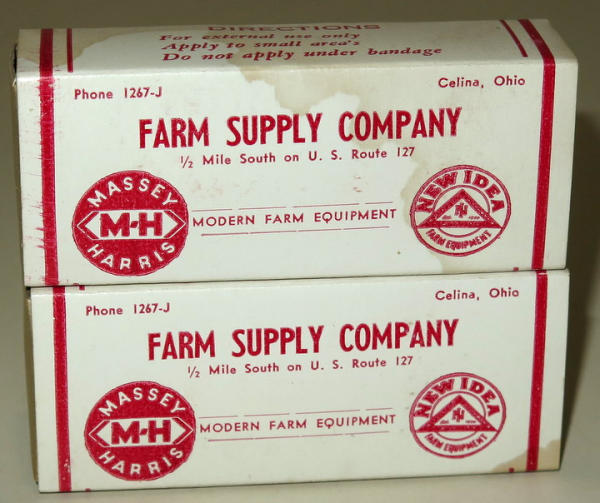 DIRECTIONS
For external use only
Apply to small area's
Do not apply under bandage
Phone 1267-J
Celina, Ohio
FARM SUPPLY COMPANY
1/2 Mile South on U. S. Route 127
MASSEY
M-H
HARRIS
MODERN FARM EQUIPMENT
NEW IDEA
FARM EQUIPMENT
Phone 1267-J
Celina, Ohio
FARM SUPPLY COMPANY
1/2 Mile South on U. S. Route 127
MASSEY
M-H
HARRIS
MODERN FARM EQUIPMENT
NEW IDEA
FARM EQUIPMENT